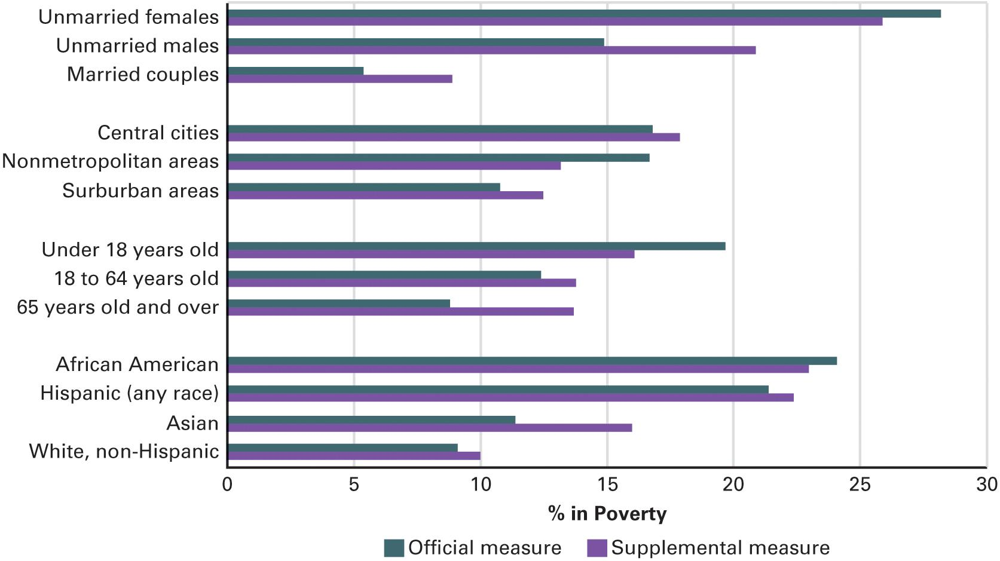 Unmarried females
Unmarried males
Married couples
Central cities
Nonmetropolitan areas
Surburban areas
Under 18 years old
18 to 64 years old
65 years old and over
African American
Hispanic (any race)
Asian
White, non-Hispanic
0 5 10 15 20 25 30
% in Poverty
Official measure Supplemental measure